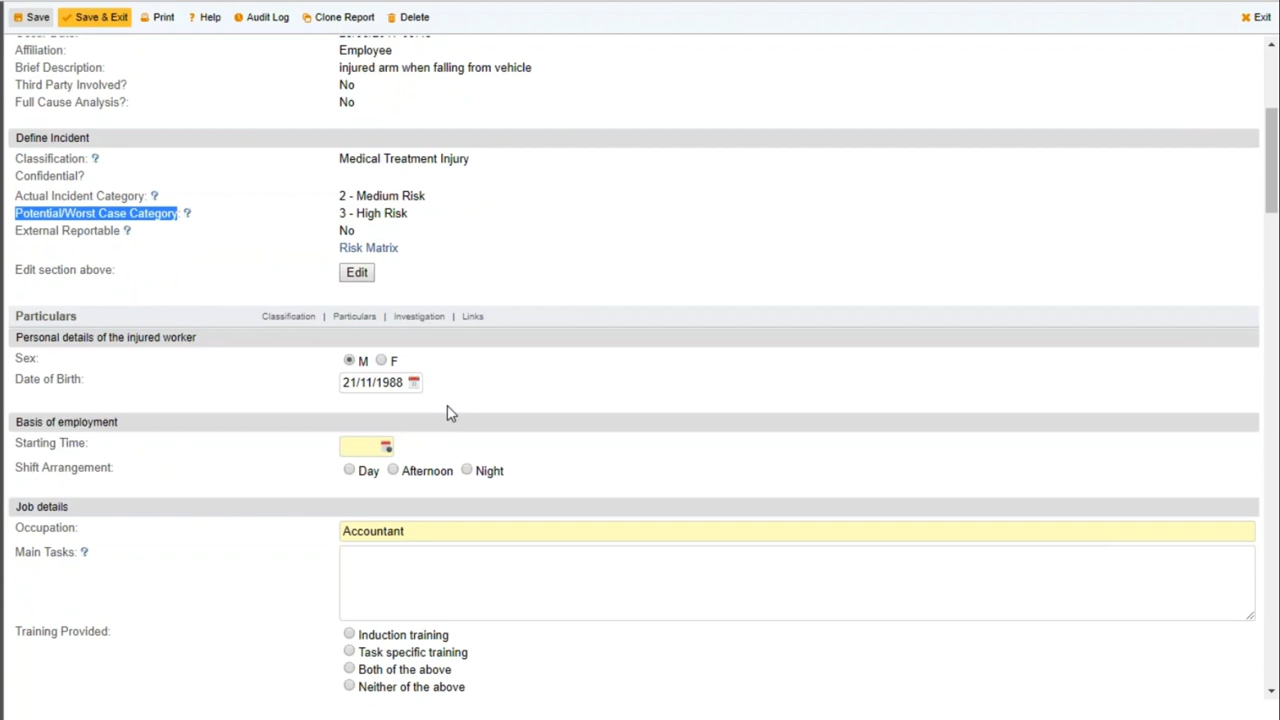 Save Save & Exit Print ? Help Audit Log Clone Report Delete Exit
Affiliation: Employee
Brief Description: injured arm when falling from vehicle
Third Party Involved? No
Full Cause Analysis?: No
Define Incident
Classification: ? Medical Treatment Injury
Confidential?
Actual Incident Category: ? 2 - Medium Risk
Potential/Worst Case Category ? 3 - High Risk
External Reportable ? No
Risk Matrix
Edit section above: Edit
Particulars Classification | Particulars | Investigation | Links
Personal details of the injured worker
Sex: M F
Date of Birth: 21/11/1988
Basis of employment
Starting Time:
Shift Arrangement: Day Afternoon Night
Job details
Occupation: Accountant
Main Tasks: ?
Training Provided: Induction training
Task specific training
Both of the above
Neither of the above